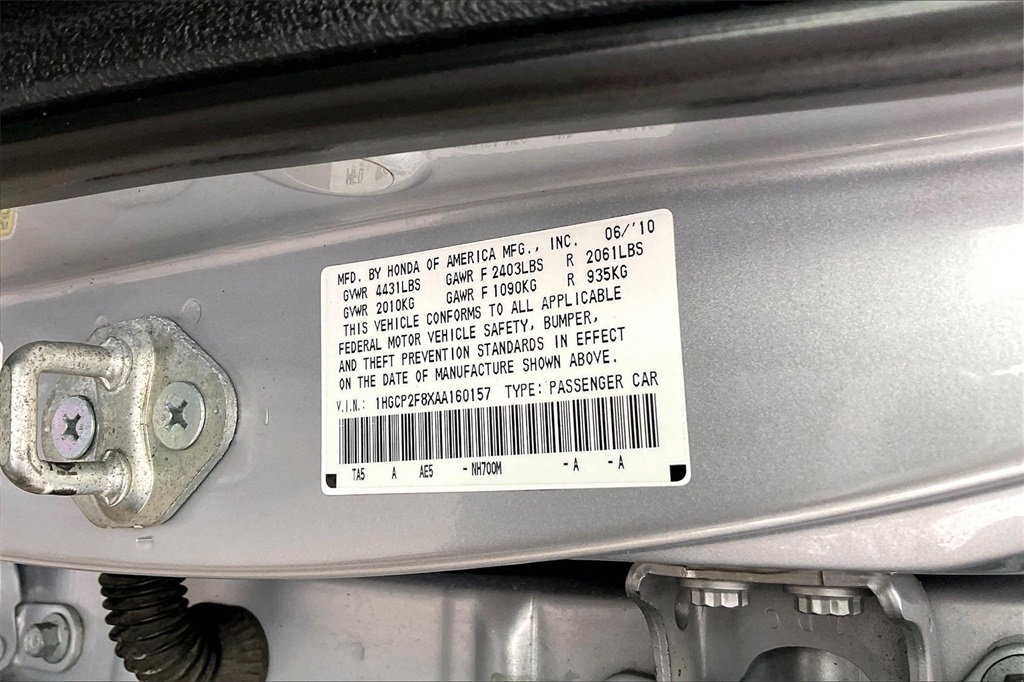 MFD. BY HONDA OF AMERICA MFG., INC. 06/'10
GVWR 4431LBS GAWR F 2403LBS R 2061LBS
GVWR 2010KG GAWR F 1090KG R 935KG
THIS VEHICLE CONFORMS TO ALL APPLICABLE
FEDERAL MOTOR VEHICLE SAFETY, BUMPER,
AND THEFT PREVENTION STANDARDS IN EFFECT
ON THE DATE OF MANUFACTURE SHOWN ABOVE.
V.I.N.: 1HGCP2F8XAA160157 TYPE: PASSENGER CAR
TA5 A AE5 -NH700M -A -A